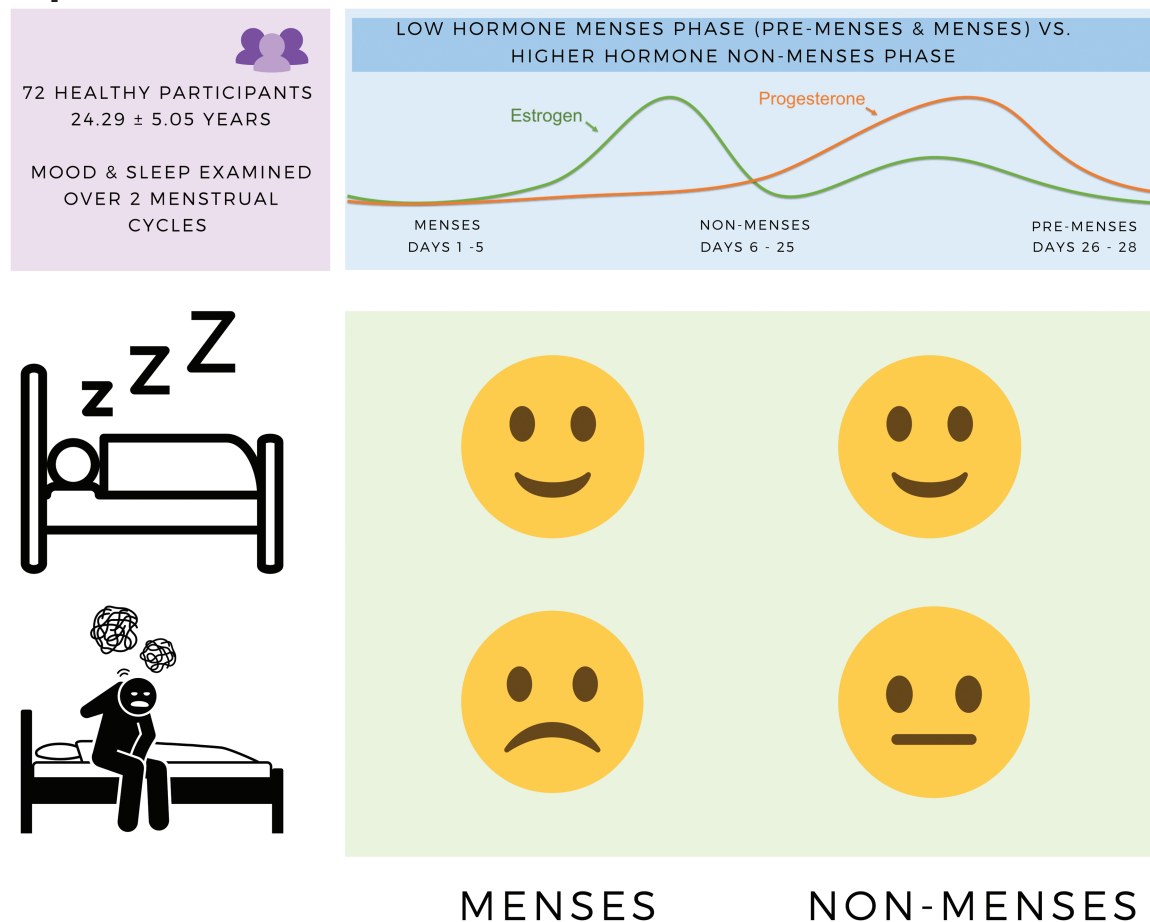 72 HEALTHY PARTICIPANTS
24.29 ± 5.05 YEARS
MOOD & SLEEP EXAMINED
OVER 2 MENSTRUAL
CYCLES
LOW HORMONE MENSES PHASE (PRE-MENSES & MENSES) VS.
HIGHER HORMONE NON-MENSES PHASE
Estrogen
Progesterone
MENSES
DAYS 1 -5
NON-MENSES
DAYS 6 - 25
PRE-MENSES
DAYS 26 - 28
z Z Z
MENSES
NON-MENSES